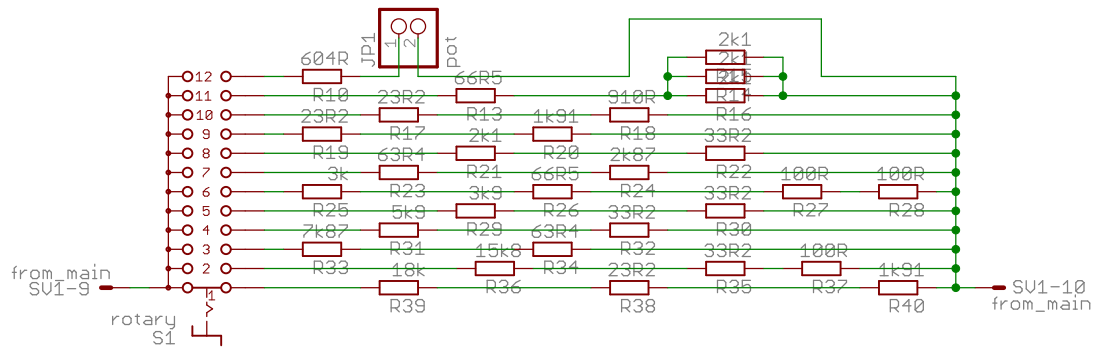 JP1
1
2
pot
2k1
2k1
604R
66R5
12
R10
23R2
R13
910R
R14
11
23R2
R17
1k91
R18
R16
33R2
10
R19
2k1
R20
9
63R4
R21
2k87
R22
8
3k
R23
66R5
R24
100R
100R
7
R25
3k9
R26
33R2
R27
R28
6
5k9
R29
33R2
R30
5
7k87
R31
63R4
R32
33R2
100R
4
R33
15k8
R34
3
18k
R36
23R2
R35
R37
1k91
2
from_main
SV1-9
R39
R38
R40
SV1-10
from_main
1
rotary
S1